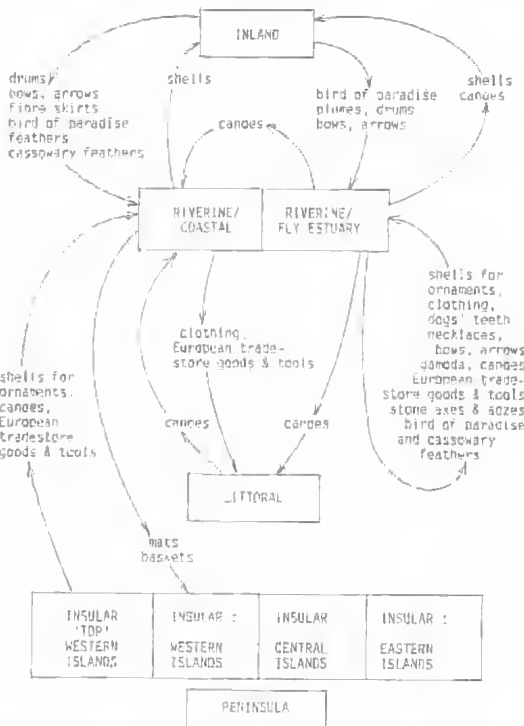 INLAND
drums
bows, arrows
fibre skirts
bird of paradise
feathers
cassowary feathers
shells
bird of paradise
plumes, drums
bows, arrows
shells
canoes
canoes
RIVERINE/
COASTAL
RIVERINE/
FLY ESTUARY
shells for
ornaments,
clothing,
dogs' teeth
necklaces,
bows, arrows
gamoda, canoes
European trade-
store goods & tools
stone axes & adzes
bird of paradise
and cassowary
feathers
clothing,
European trade-
store goods & tools
shells for
ornaments,
canoes,
European
tradestore
goods & tools
canoes
canoes
LITTORAL
mats
baskets
INSULAR
'TOP'
WESTERN
ISLANDS
INSULAR :
WESTERN
ISLANDS
INSULAR
CENTRAL
ISLANDS
INSULAR :
EASTERN
ISLANDS
PENINSULA